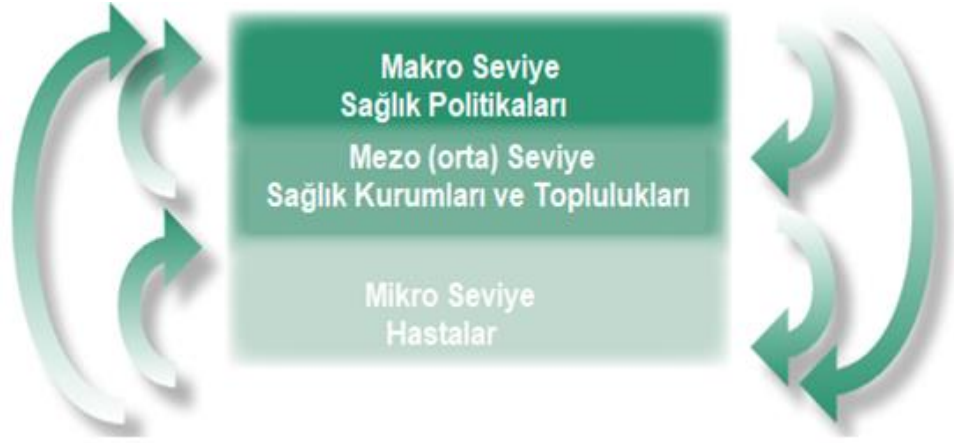 Makro Seviye
Sağlık Politikaları
Mezo (orta) Seviye
Sağlık Kurumları ve Toplulukları
Mikro Seviye
Hastalar